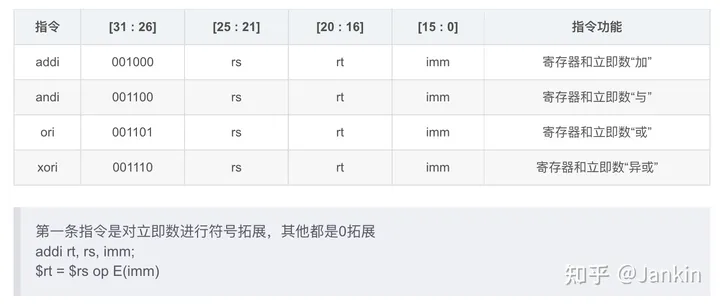 指令 [31 : 26] [25 : 21] [20 : 16] [15 : 0] 指令功能
addi 001000 rs rt imm 寄存器和立即数“加”
andi 001100 rs rt imm 寄存器和立即数“与”
ori 001101 rs rt imm 寄存器和立即数“或”
xori 001110 rs rt imm 寄存器和立即数“异或”
第一条指令是对立即数进行符号拓展，其他都是0拓展
addi rt, rs, imm;
$rt = $rs op E(imm)
知乎 @Jankin